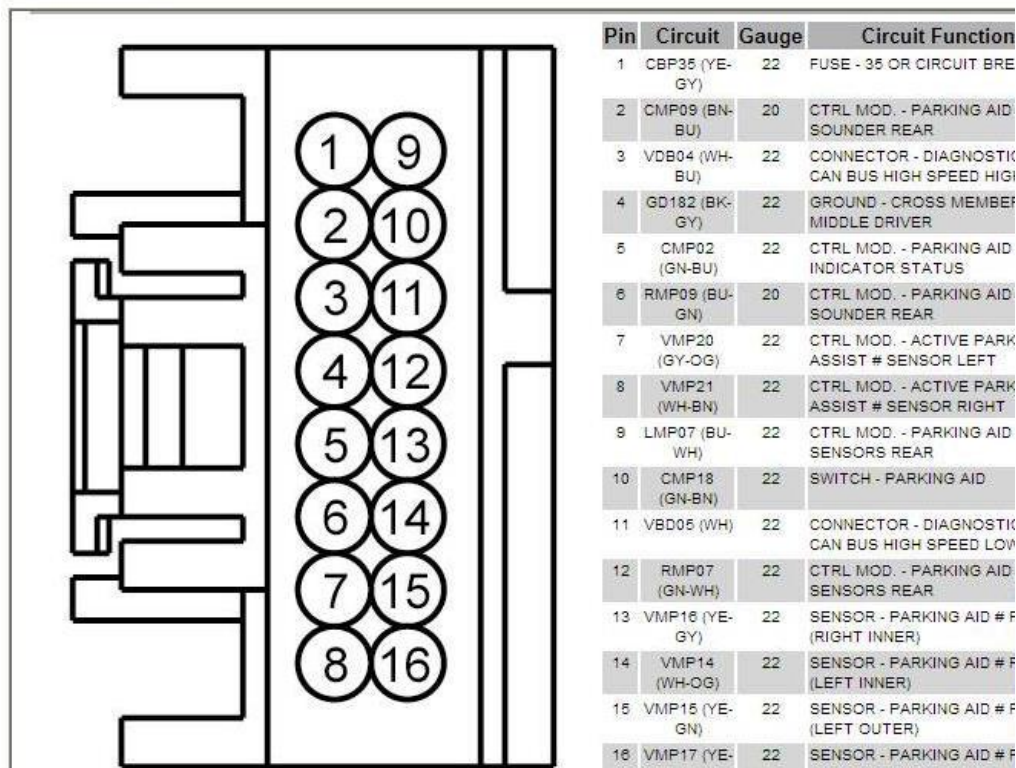 1 9
2 10
3 11
4 12
5 13
6 14
7 15
8 16
Pin Circuit Gauge Circuit Function
1 CBP35 (YE- 22 FUSE - 35 OR CIRCUIT BRE
GY)
2 CMP09 (BN- 20 CTRL MOD. - PARKING AID
BU) SOUNDER REAR
3 VDB04 (WH- 22 CONNECTOR - DIAGNOSTIC
BU) CAN BUS HIGH SPEED HIGH
4 GD182 (BK- 22 GROUND - CROSS MEMBER
GY) MIDDLE DRIVER
5 CMP02 22 CTRL MOD. - PARKING AID
(GN-BU) INDICATOR STATUS
6 RMP09 (BU- 20 CTRL MOD. - PARKING AID
GN) SOUNDER REAR
7 VMP20 22 CTRL MOD. - ACTIVE PARK
(GY-OG) ASSIST # SENSOR LEFT
8 VMP21 22 CTRL MOD. - ACTIVE PARK
(WH-BN) ASSIST # SENSOR RIGHT
9 LMP07 (BU- 22 CTRL MOD. - PARKING AID
WH) SENSORS REAR
10 CMP18 22 SWITCH - PARKING AID
(GN-BN)
11 VBD05 (WH) 22 CONNECTOR - DIAGNOSTIC
CAN BUS HIGH SPEED LOW
12 RMP07 22 CTRL MOD. - PARKING AID
(GN-WH) SENSORS REAR
13 VMP16 (YE- 22 SENSOR - PARKING AID # R
GY) (RIGHT INNER)
14 VMP14 22 SENSOR - PARKING AID # R
(WH-OG) (LEFT INNER)
15 VMP15 (YE- 22 SENSOR - PARKING AID # R
GN) (LEFT OUTER)
16 VMP17 (YE- 22 SENSOR - PARKING AID # R